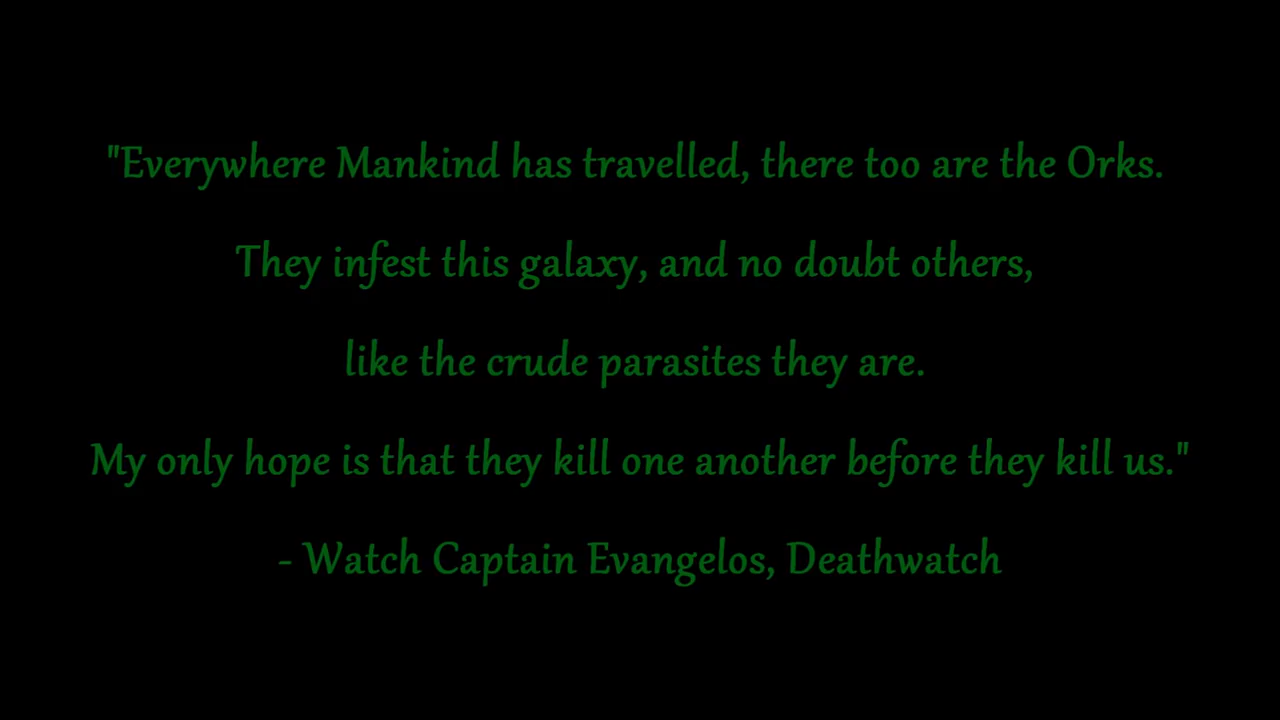 "Everywhere Mankind has travelled, there too are the Orks.
They infest this galaxy, and no doubt others,
like the crude parasites they are.
My only hope is that they kill one another before they kill us."
- Watch Captain Evangelos, Deathwatch